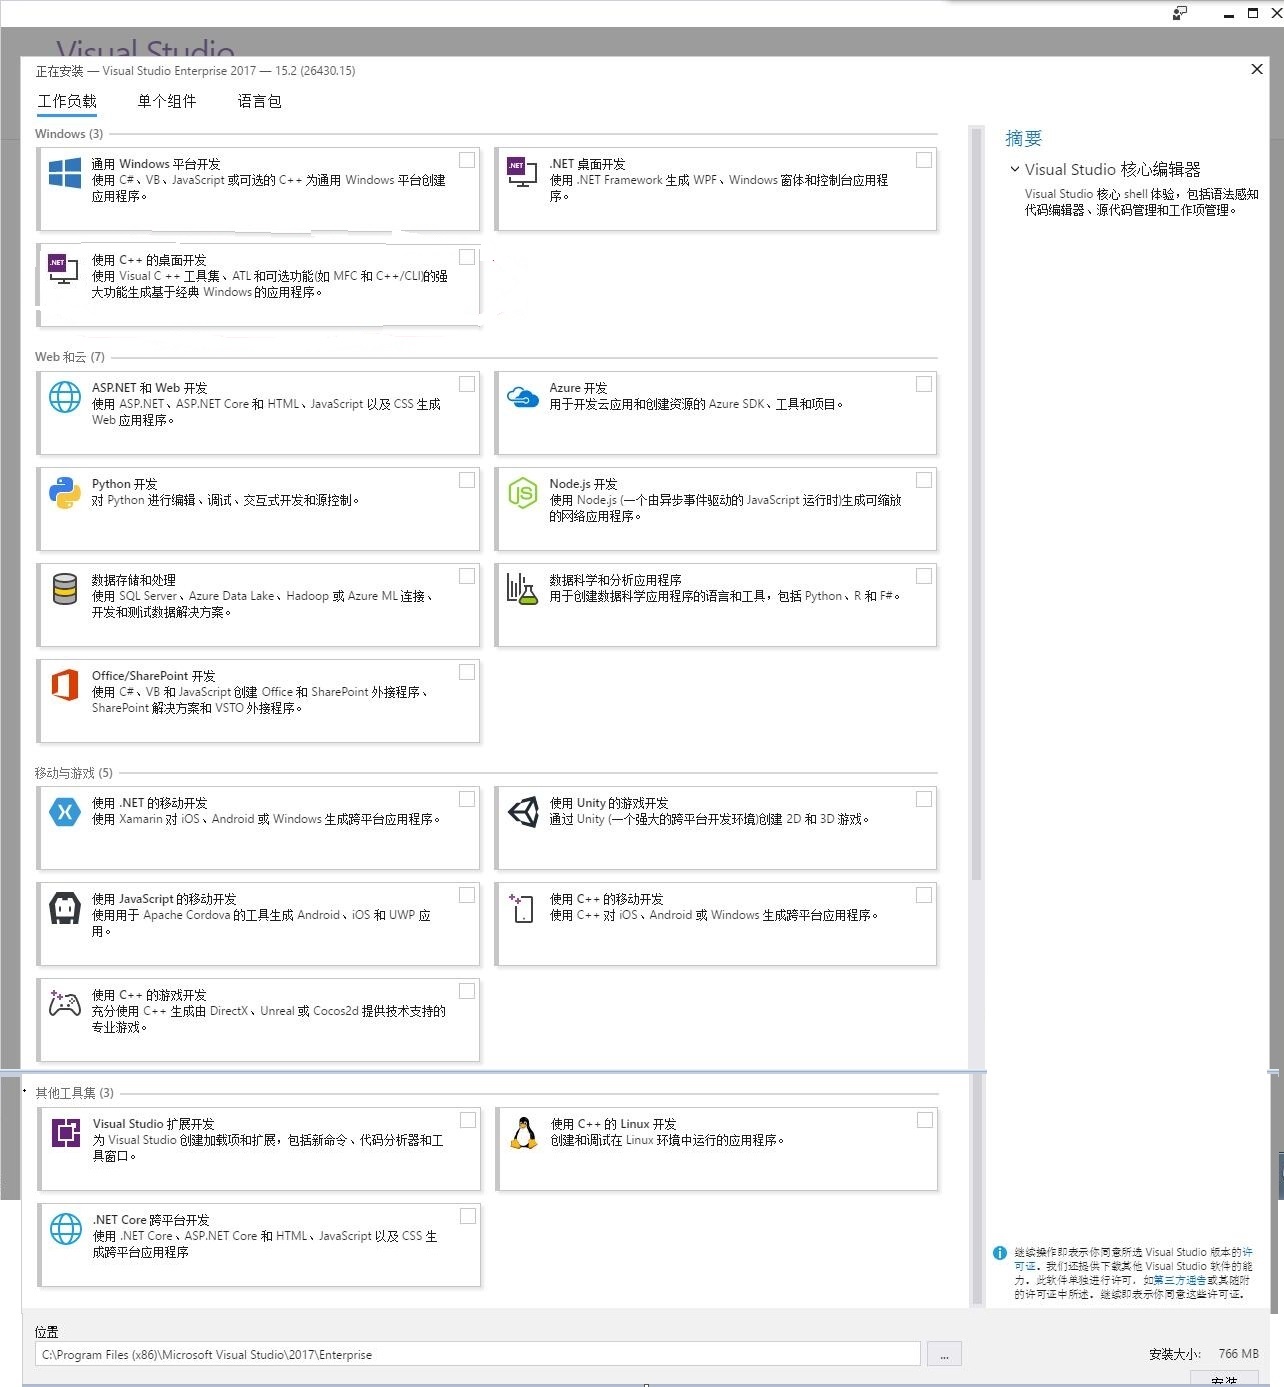 Visual Studio
正在安装 — Visual Studio Enterprise 2017 — 15.2 (26430.15)
工作负载 单个组件 语言包
Windows (3)
通用 Windows 平台开发
使用 C#、VB、JavaScript 或可选的 C++ 为通用 Windows 平台创建
应用程序。
.NET 桌面开发
使用 .NET Framework 生成 WPF、Windows 窗体和控制台应用程
序。
使用 C++ 的桌面开发
使用 Visual C ++ 工具集、ATL 和可选功能(如 MFC 和 C++/CLI)的强
大功能生成基于经典 Windows 的应用程序。
Web 和云 (7)
ASP.NET 和 Web 开发
使用 ASP.NET、ASP.NET Core 和 HTML、JavaScript 以及 CSS 生成
Web 应用程序。
Azure 开发
用于开发云应用和创建资源的 Azure SDK、工具和项目。
Python 开发
对 Python 进行编辑、调试、交互式开发和源控制。
Node.js 开发
使用 Node.js (一个由异步事件驱动的 JavaScript 运行时)生成可缩放
的网络应用程序。
数据存储和处理
使用 SQL Server、Azure Data Lake、Hadoop 或 Azure ML 连接、
开发和测试数据解决方案。
数据科学和分析应用程序
用于创建数据科学应用程序的语言和工具，包括 Python、R 和 F#。
Office/SharePoint 开发
使用 C#、VB 和 JavaScript 创建 Office 和 SharePoint 外接程序、
SharePoint 解决方案和 VSTO 外接程序。
移动与游戏 (5)
使用 .NET 的移动开发
使用 Xamarin 对 iOS、Android 或 Windows 生成跨平台应用程序。
使用 Unity 的游戏开发
通过 Unity (一个强大的跨平台开发环境)创建 2D 和 3D 游戏。
使用 JavaScript 的移动开发
使用用于 Apache Cordova 的工具生成 Android、iOS 和 UWP 应
用。
使用 C++ 的移动开发
使用 C++ 对 iOS、Android 或 Windows 生成跨平台应用程序。
使用 C++ 的游戏开发
充分使用 C++ 生成由 DirectX、Unreal 或 Cocos2d 提供技术支持的
专业游戏。
其他工具集 (3)
Visual Studio 扩展开发
为 Visual Studio 创建加载项和扩展，包括新命令、代码分析器和工
具窗口。
使用 C++ 的 Linux 开发
创建和调试在 Linux 环境中运行的应用程序。
.NET Core 跨平台开发
使用 .NET Core、ASP.NET Core 和 HTML、JavaScript 以及 CSS 生
成跨平台应用程序
摘要
Visual Studio 核心编辑器
Visual Studio 核心 shell 体验，包括语法感知
代码编辑器、源代码管理和工作项管理。
继续操作即表示你同意所选 Visual Studio 版本的许
可证。我们还提供下载其他 Visual Studio 软件的能
力。此软件单独进行许可，如第三方通告或其随附
的许可证中所述。继续即表示你同意这些许可证。
位置
C:\Program Files (x86)\Microsoft Visual Studio\2017\Enterprise
...
安装大小: 766 MB
安装